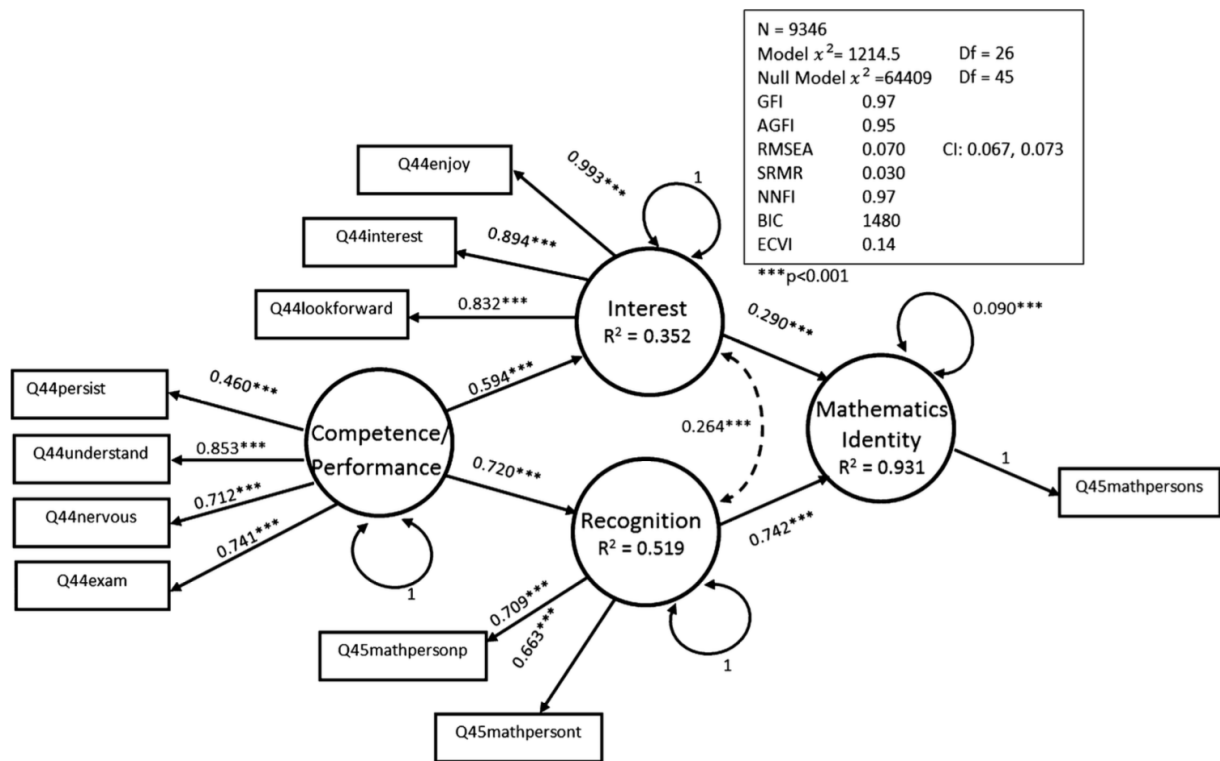 N = 9346
Model x² = 1214.5 Df = 26
Null Model x² =64409 Df = 45
GFI 0.97
AGFI 0.95
RMSEA 0.070 CI: 0.067, 0.073
SRMR 0.030
NNFI 0.97
BIC 1480
ECVI 0.14
***p<0.001
Q44enjoy
0.993***
1
Q44interest
0.894***
Q44lookforward
0.832***
Interest
R² = 0.352
0.290***
0.090***
Q44persist
0.460***
0.594***
Q44understand
0.853***
Competence/
Performance
0.264***
Mathematics
Identity
R² = 0.931
1
Q45mathpersons
Q44nervous
0.712***
0.720***
Q44exam
0.741***
1
Recognition
R² = 0.519
0.742***
0.709***
Q45mathpersonp
0.663***
1
Q45mathpersont